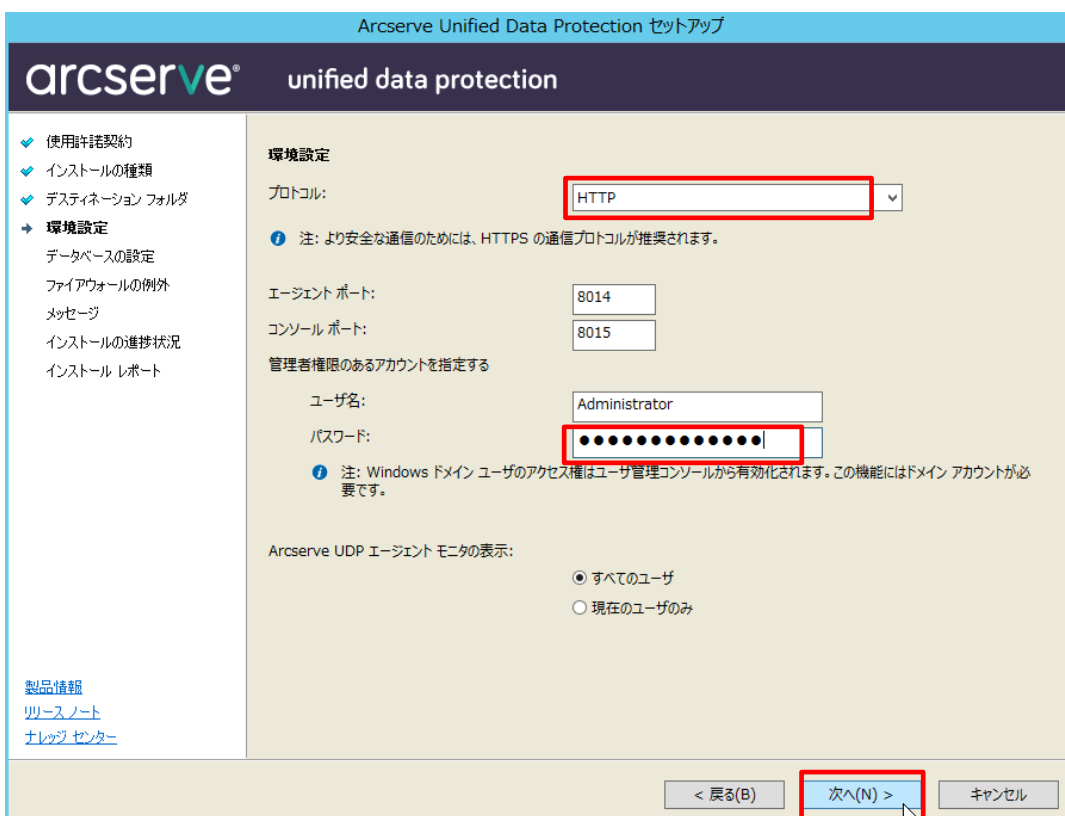 Arcserve Unified Data Protection セットアップ
arcserve® unified data protection
使用許諾契約
インストールの種類
デスティネーション フォルダ
環境設定
データベースの設定
ファイアウォールの例外
メッセージ
インストールの進捗状況
インストール レポート
製品情報
リリース ノート
ナレッジ センター
環境設定
プロトコル: HTTP
注: より安全な通信のためには、HTTPS の通信プロトコルが推奨されます。
エージェント ポート: 8014
コンソール ポート: 8015
管理者権限のあるアカウントを指定する
ユーザ名: Administrator
パスワード: ●●●●●●●●●●●●●
注: Windows ドメイン ユーザのアクセス権はユーザ管理コンソールから有効化されます。この機能にはドメイン アカウントが必
要です。
Arcserve UDP エージェント モニタの表示:
すべてのユーザ
現在のユーザのみ
< 戻る(B) 次へ(N) > キャンセル